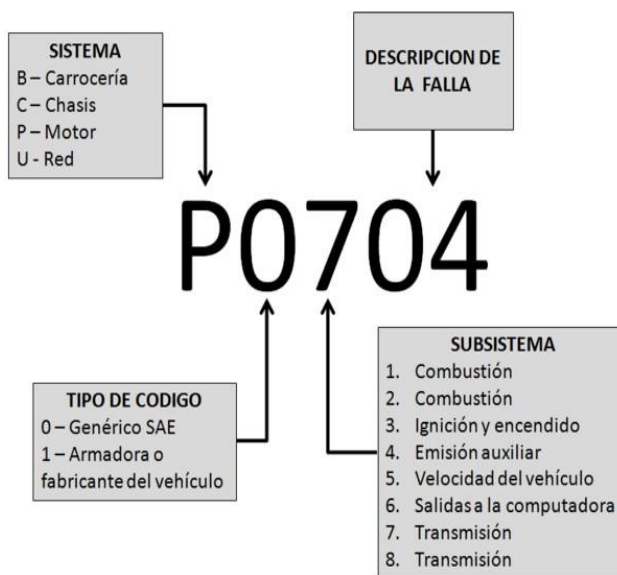 SISTEMA
B – Carrocería
C – Chasis
P – Motor
U - Red
DESCRIPCION DE
LA FALLA
P0704
TIPO DE CODIGO
0 – Genérico SAE
1 – Armadora o
fabricante del vehículo
SUBSISTEMA
1. Combustión
2. Combustión
3. Ignición y encendido
4. Emisión auxiliar
5. Velocidad del vehículo
6. Salidas a la computadora
7. Transmisión
8. Transmisión